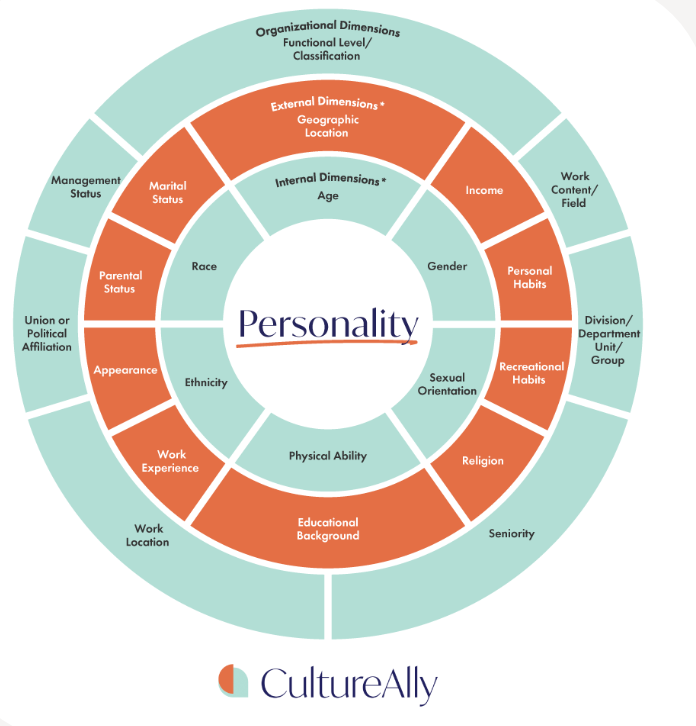 Organizational Dimensions
Functional Level/
Classification
External Dimensions*
Geographic
Location
Internal Dimensions*
Age
Management
Status
Marital
Status
Income
Work
Content/
Field
Race
Gender
Parental
Status
Personal
Habits
Union or
Political
Affiliation
Personality
Division/
Department
Unit/
Group
Appearance
Ethnicity
Sexual
Orientation
Recreational
Habits
Work
Experience
Physical Ability
Religion
Work
Location
Educational
Background
Seniority
CultureAlly